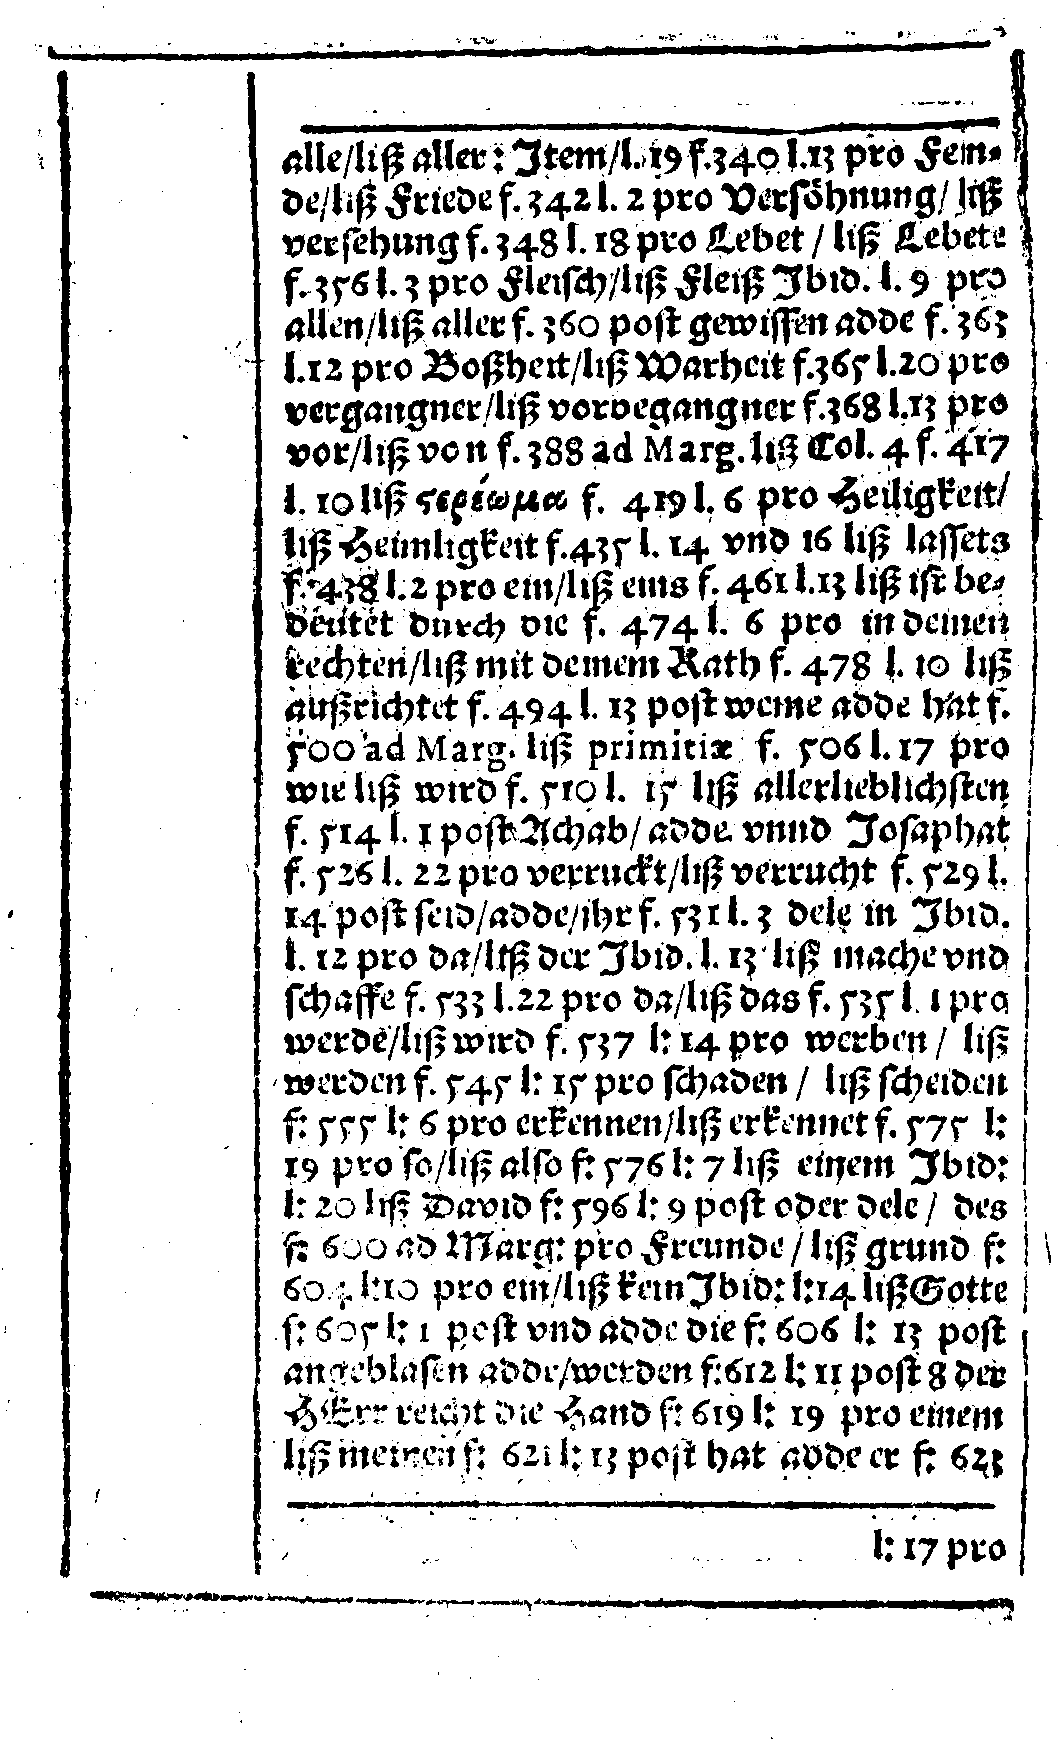 alle/liß aller: Item/l. 19 f. 340 l. 13 pro Fein-
de/liß Friede f. 342 l. 2 pro Versöhnung/ liß
versehung f. 348 l. 18 pro Lebet / liß Lebete
f. 356 l. 3 pro Fleisch/liß Fleiß Ibid. l. 9 pro
allen/liß aller f. 360 post gewissen adde f. 363
l. 12 pro Boßheit/liß Warheit f. 365 l. 20 pro
vergangner/liß vorvegangner f. 368 l. 13 pro
vor/liß von f. 388 ad Marg. liß Col. 4 f. 417
l. 10 liß ςερέωμα f. 419 l. 6 pro Heiligkeit/
liß Heimligkeit f. 435 l. 14 vnd 16 liß lassets
f. 438 l. 2 pro ein/liß eins f. 461 l. 13 liß ist be-
deutet durch die f. 474 l. 6 pro in deinen
rechten/liß mit deinem Rath f. 478 l. 10 liß
außrichtet f. 494 l. 13 post weine adde hat f.
500 ad Marg. liß primitiæ f. 506 l. 17 pro
wie liß wird f. 510 l. 15 liß allerlieblichsten
f. 514 l. 1 post Achab/ adde vnnd Josaphat
f. 526 l. 22 pro verruckt/liß verrucht f. 529 l.
14 post seid/adde/ihr f. 531 l. 3 dele in Ibid.
l. 12 pro da/liß der Ibid. l. 13 liß mache vnd
schaffe f. 533 l. 22 pro da/liß das f. 535 l. 1 pro
werde/liß wird f. 537 l: 14 pro werben / liß
werden f. 545 l: 15 pro schaden / liß scheiden
f: 555 l: 6 pro erkennen/liß erkennet f. 575 l:
19 pro so/liß also f: 576 l: 7 liß einem Ibid:
l: 20 liß David f: 596 l: 9 post oder dele / des
f: 600 ad Marg: pro Freunde / liß grund f:
60 l: 10 pro ein/liß kein Ibid: l: 14 liß Gotte
f: 605 l: 1 post vnd adde die f: 606 l: 13 post
angeblasen adde/werden f: 612 l: 11 post 8 der
HErr reicht die Hand f: 619 l: 19 pro einem
liß meinen f: 621 l: 13 post hat adde er f: 623
l: 17 pro